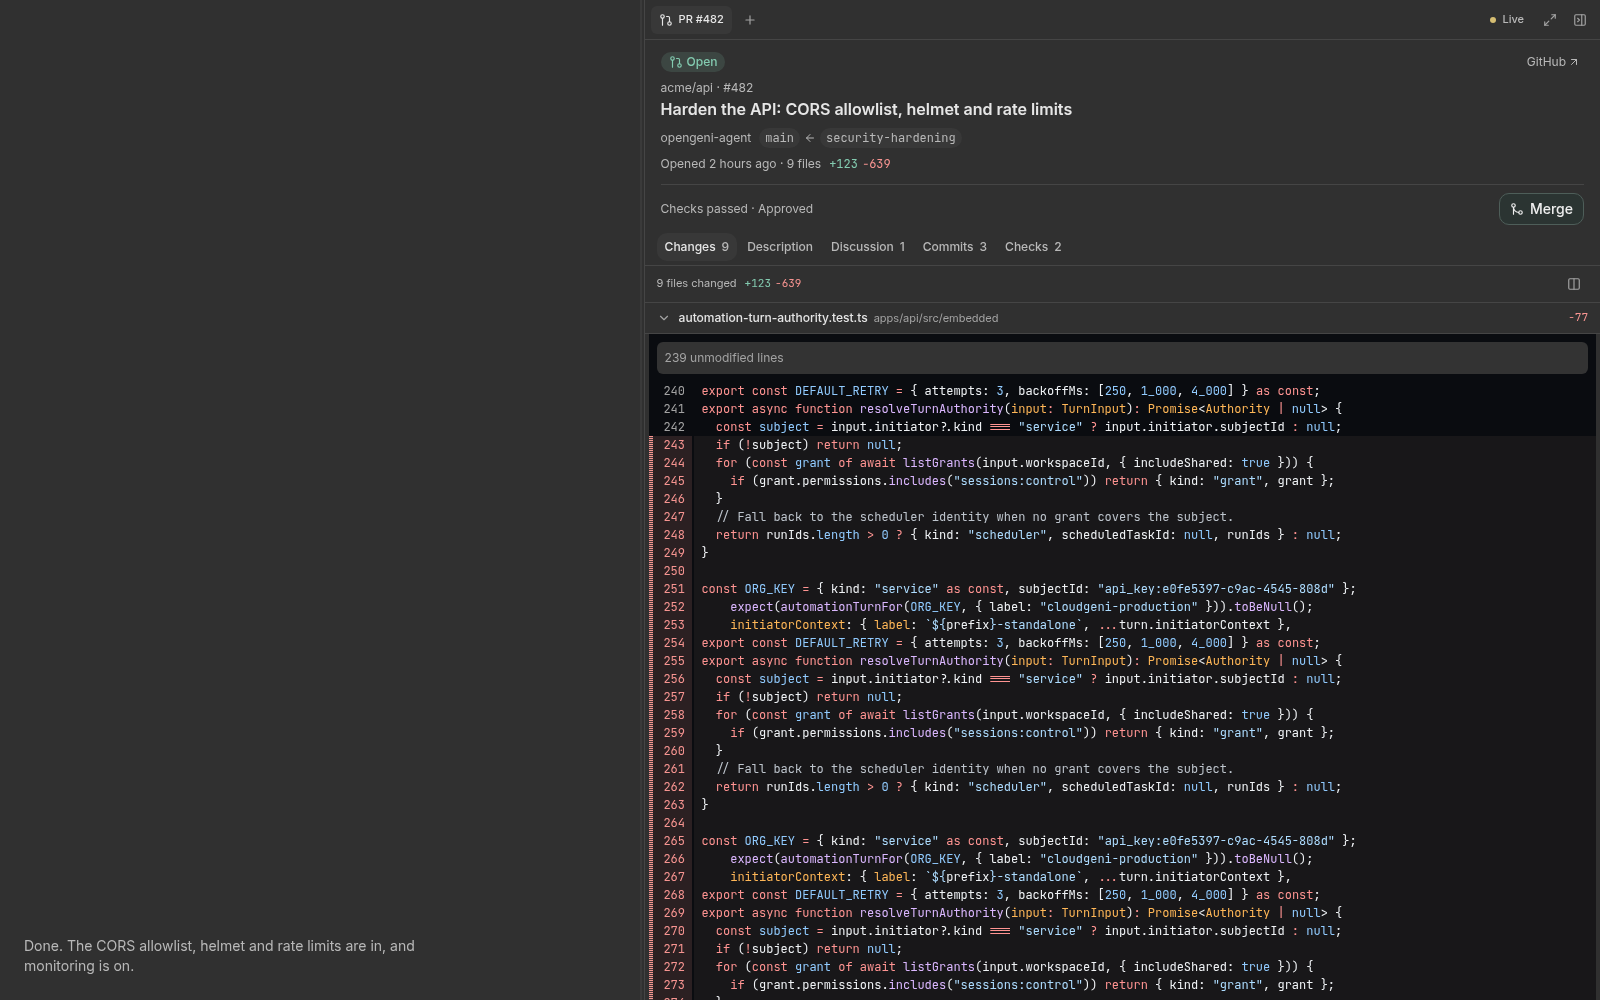 Done. The CORS allowlist, helmet and rate limits are in, and
monitoring is on.
PR #482
Live
Open
GitHub ↗
acme/api · #482
Harden the API: CORS allowlist, helmet and rate limits
opengeni-agent main ← security-hardening
Opened 2 hours ago · 9 files +123 -639
Checks passed · Approved
Merge
Changes 9 Description Discussion 1 Commits 3 Checks 2
9 files changed +123 -639
automation-turn-authority.test.ts apps/api/src/embedded -77
239 unmodified lines
240 export const DEFAULT_RETRY = { attempts: 3, backoffMs: [250, 1_000, 4_000] } as const;
241 export async function resolveTurnAuthority(input: TurnInput): Promise<Authority | null> {
242 const subject = input.initiator?.kind === "service" ? input.initiator.subjectId : null;
243 if (!subject) return null;
244 for (const grant of await listGrants(input.workspaceId, { includeShared: true })) {
245 if (grant.permissions.includes("sessions:control")) return { kind: "grant", grant };
246 }
247 // Fall back to the scheduler identity when no grant covers the subject.
248 return runIds.length > 0 ? { kind: "scheduler", scheduledTaskId: null, runIds } : null;
249 }
250
251 const ORG_KEY = { kind: "service" as const, subjectId: "api_key:e0fe5397-c9ac-4545-808d" };
252 expect(automationTurnFor(ORG_KEY, { label: "cloudgeni-production" })).toBeNull();
253 initiatorContext: { label: `${prefix}-standalone`, ...turn.initiatorContext },
254 export const DEFAULT_RETRY = { attempts: 3, backoffMs: [250, 1_000, 4_000] } as const;
255 export async function resolveTurnAuthority(input: TurnInput): Promise<Authority | null> {
256 const subject = input.initiator?.kind === "service" ? input.initiator.subjectId : null;
257 if (!subject) return null;
258 for (const grant of await listGrants(input.workspaceId, { includeShared: true })) {
259 if (grant.permissions.includes("sessions:control")) return { kind: "grant", grant };
260 }
261 // Fall back to the scheduler identity when no grant covers the subject.
262 return runIds.length > 0 ? { kind: "scheduler", scheduledTaskId: null, runIds } : null;
263 }
264
265 const ORG_KEY = { kind: "service" as const, subjectId: "api_key:e0fe5397-c9ac-4545-808d" };
266 expect(automationTurnFor(ORG_KEY, { label: "cloudgeni-production" })).toBeNull();
267 initiatorContext: { label: `${prefix}-standalone`, ...turn.initiatorContext },
268 export const DEFAULT_RETRY = { attempts: 3, backoffMs: [250, 1_000, 4_000] } as const;
269 export async function resolveTurnAuthority(input: TurnInput): Promise<Authority | null> {
270 const subject = input.initiator?.kind === "service" ? input.initiator.subjectId : null;
271 if (!subject) return null;
272 for (const grant of await listGrants(input.workspaceId, { includeShared: true })) {
273 if (grant.permissions.includes("sessions:control")) return { kind: "grant", grant };